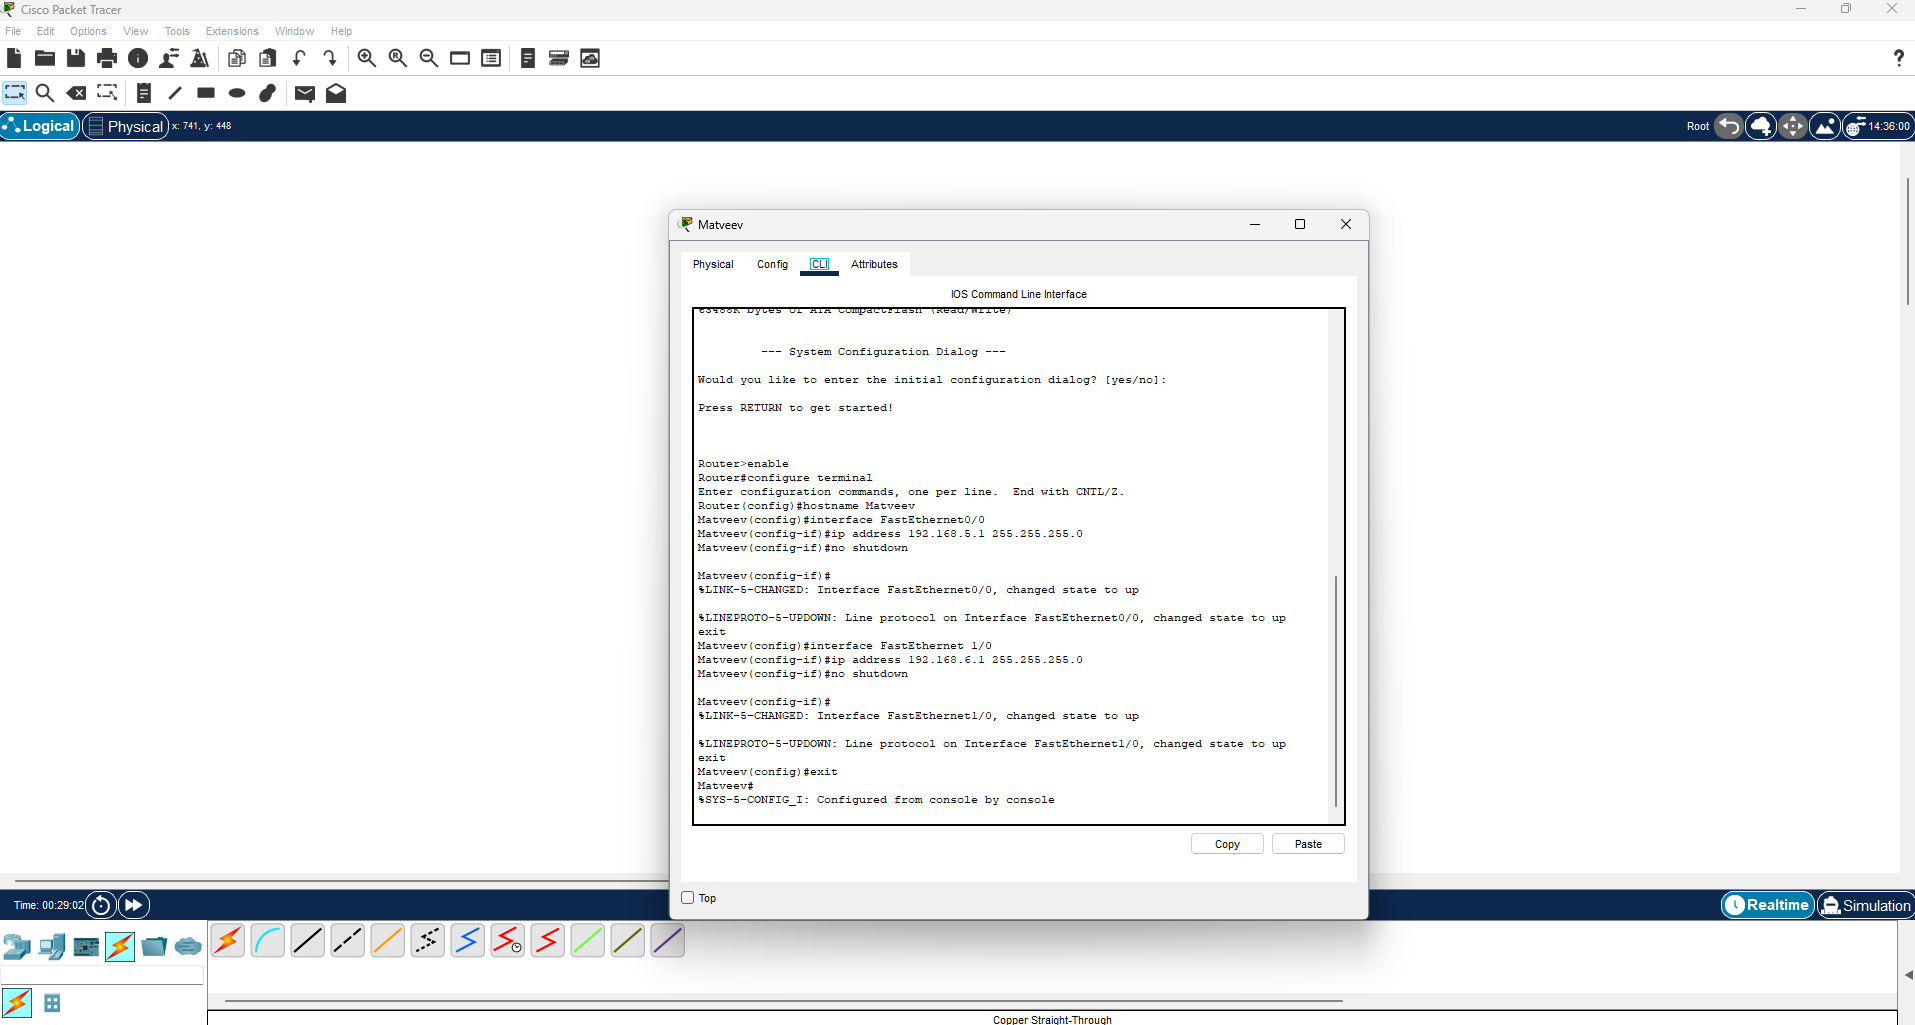 Cisco Packet Tracer
File Edit Options View Tools Extensions Window Help
Logical Physical x: 741, y: 448 Root 14:36:00
Matveev
Physical Config CLI Attributes
IOS Command Line Interface
63488K bytes of ATA CompactFlash (Read/Write)
--- System Configuration Dialog ---
Would you like to enter the initial configuration dialog? [yes/no]:
Press RETURN to get started!
Router>enable
Router#configure terminal
Enter configuration commands, one per line.  End with CNTL/Z.
Router(config)#hostname Matveev
Matveev(config)#interface FastEthernet0/0
Matveev(config-if)#ip address 192.168.5.1 255.255.255.0
Matveev(config-if)#no shutdown
Matveev(config-if)#
%LINK-5-CHANGED: Interface FastEthernet0/0, changed state to up
%LINEPROTO-5-UPDOWN: Line protocol on Interface FastEthernet0/0, changed state to up
exit
Matveev(config)#interface FastEthernet 1/0
Matveev(config-if)#ip address 192.168.6.1 255.255.255.0
Matveev(config-if)#no shutdown
Matveev(config-if)#
%LINK-5-CHANGED: Interface FastEthernet1/0, changed state to up
%LINEPROTO-5-UPDOWN: Line protocol on Interface FastEthernet1/0, changed state to up
exit
Matveev(config)#exit
Matveev#
%SYS-5-CONFIG_I: Configured from console by console
Copy Paste
Top
Time: 00:29:02 Realtime Simulation
Copper Straight-Through